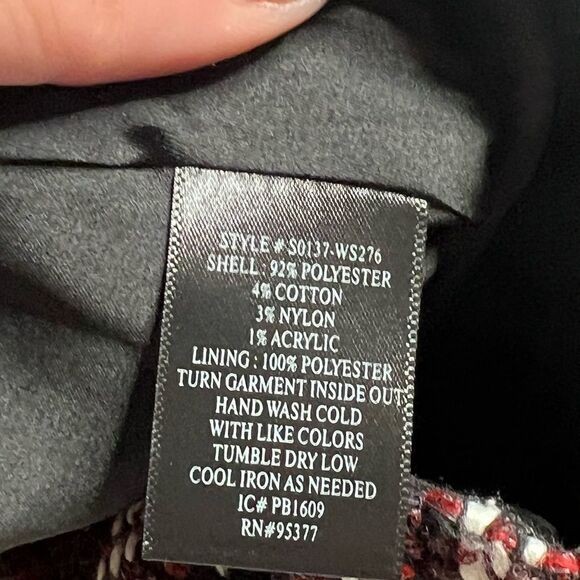 STYLE # S0137-WS276
SHELL : 92% POLYESTER
4% COTTON
3% NYLON
1% ACRYLIC
LINING : 100% POLYESTER
TURN GARMENT INSIDE OUT
HAND WASH COLD
WITH LIKE COLORS
TUMBLE DRY LOW
COOL IRON AS NEEDED
IC# PB1609
RN#95377